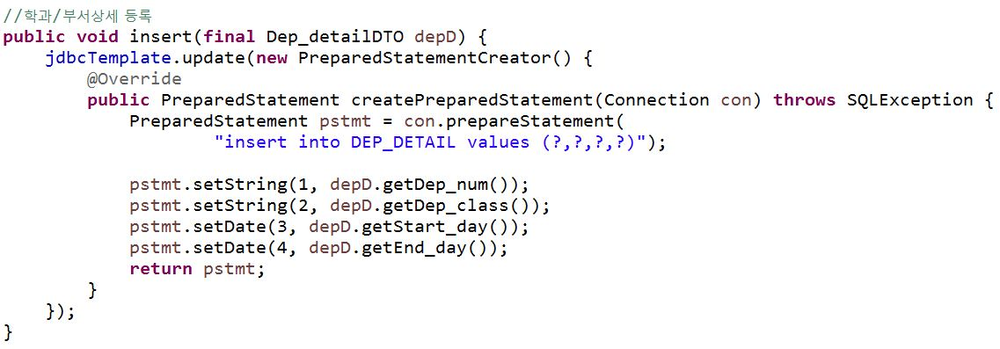 //학과/부서상세 등록
public void insert(final Dep_detailDTO depD) {
    jdbcTemplate.update(new PreparedStatementCreator() {
        @Override
        public PreparedStatement createPreparedStatement(Connection con) throws SQLException {
            PreparedStatement pstmt = con.prepareStatement(
                    "insert into DEP_DETAIL values (?,?,?,?)");
            pstmt.setString(1, depD.getDep_num());
            pstmt.setString(2, depD.getDep_class());
            pstmt.setDate(3, depD.getStart_day());
            pstmt.setDate(4, depD.getEnd_day());
            return pstmt;
        }
    });
}